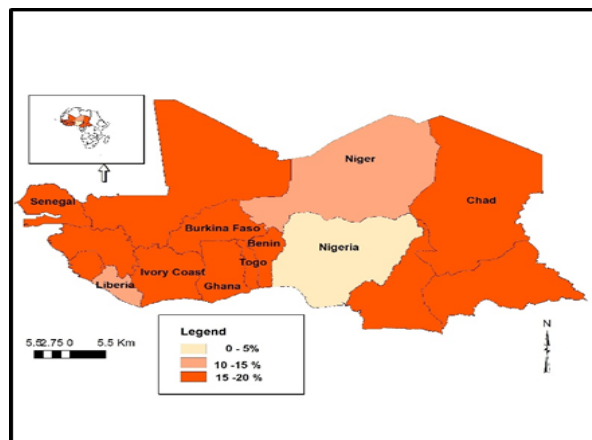 Niger
Chad
Senegal
Burkina Faso
Benin
Nigeria
Togo
Ivory Coast
Ghana
Liberia
Legend
0 - 5%
10 - 15 %
15 -20 %
5.52.75 0 5.5 Km
N